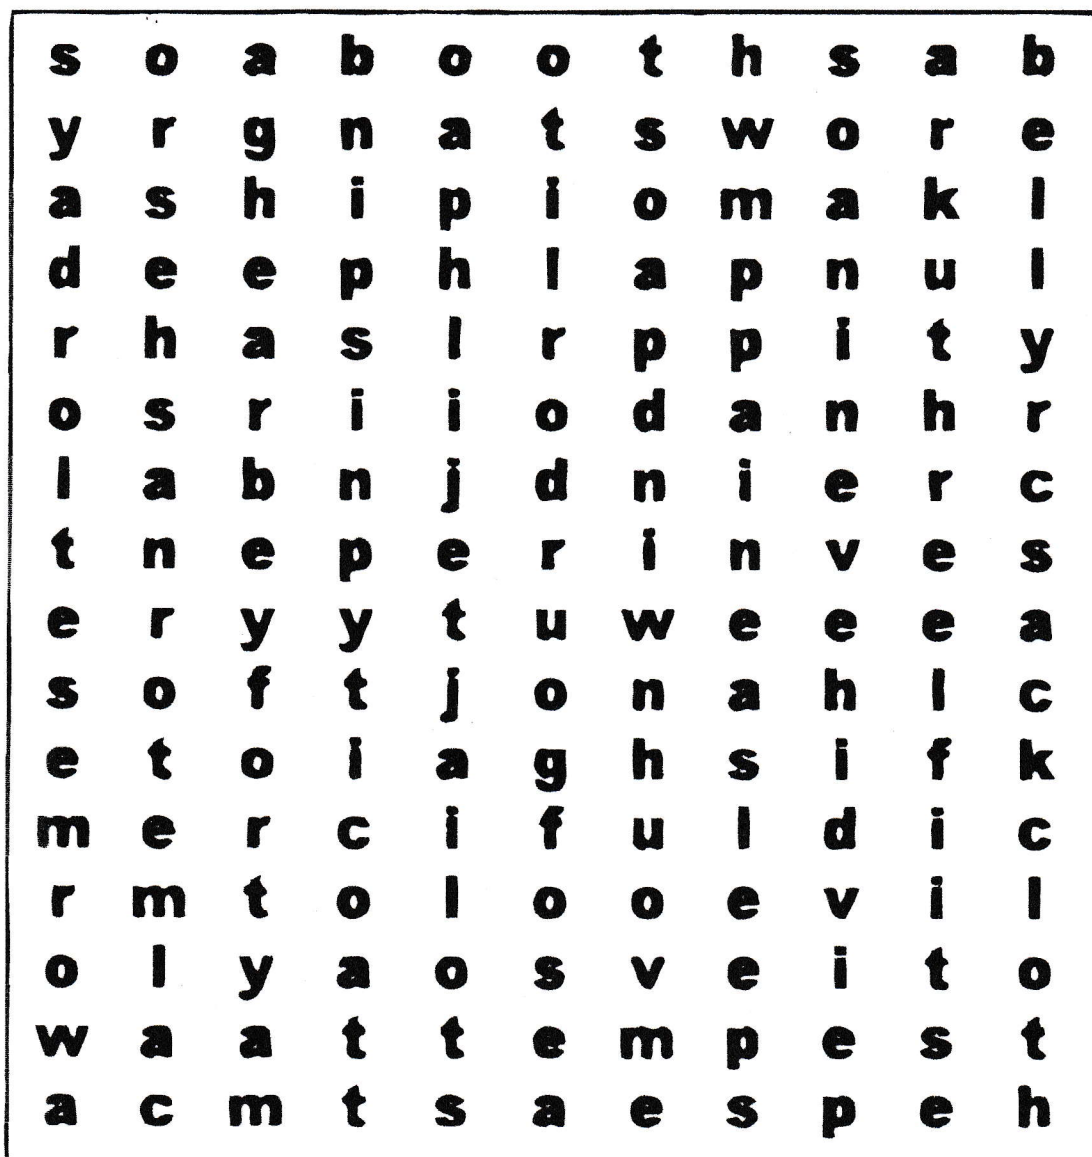 s o a b o o t h s a b
y r g n a t s w o r e
a s h i p i o m a k l
d e e p h l a p n u l
r h a s l r p p i t y
o s r i i o d a n h r
l a b n j d n i e r c
t n e p e r i n v e s
e r y y t u w e e e a
s o f t j o n a h l c
e t o i a g h s i f k
m e r c i f u l d i c
r m t o l o o e v i l
o l y a o s v e i t o
w a a t t e m p e s t
a c m t s a e s p e h